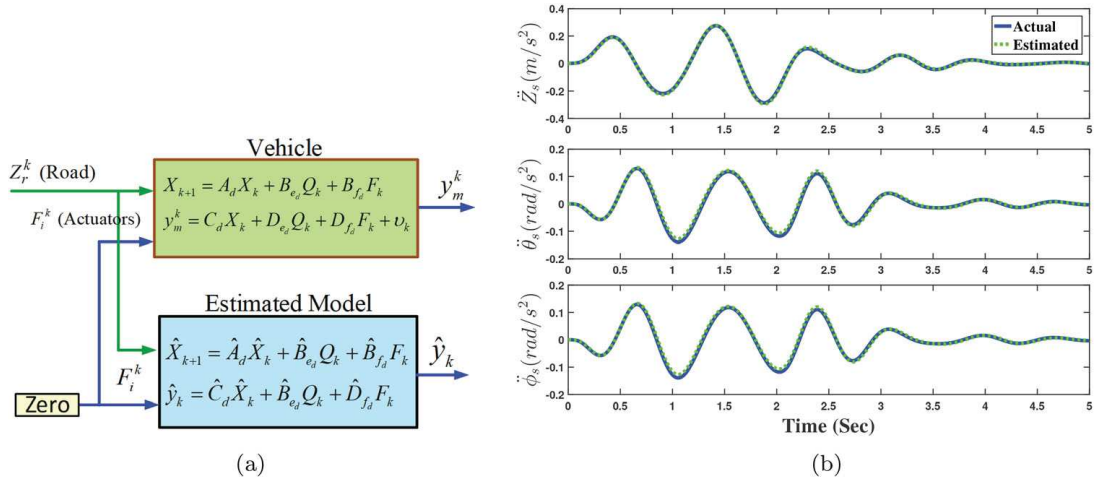 Vehicle
Z_r^k (Road)
X_{k+1} = A_d X_k + B_{e_d} Q_k + B_{f_d} F_k
y_m^k = C_d X_k + D_{e_d} Q_k + D_{f_d} F_k + υ_k
y_m^k
F_i^k (Actuators)
Estimated Model
X̂_{k+1} = Â_d X̂_k + B̂_{e_d} Q_k + B̂_{f_d} F_k
ŷ_k = Ĉ_d X̂_k + B̂_{e_d} Q_k + D̂_{f_d} F_k
ŷ_k
F_i^k
Zero
(a)
Z̈_s(m/s²)
0.4
0.2
0
-0.2
-0.4
Actual
Estimated
0 0.5 1 1.5 2 2.5 3 3.5 4 4.5 5
θ̈_s(rad/s²)
0.2
0.1
0
-0.1
-0.2
0 0.5 1 1.5 2 2.5 3 3.5 4 4.5 5
ϕ̈_s(rad/s²)
0.2
0.1
0
-0.1
-0.2
0 0.5 1 1.5 2 2.5 3 3.5 4 4.5 5
Time (Sec)
(b)